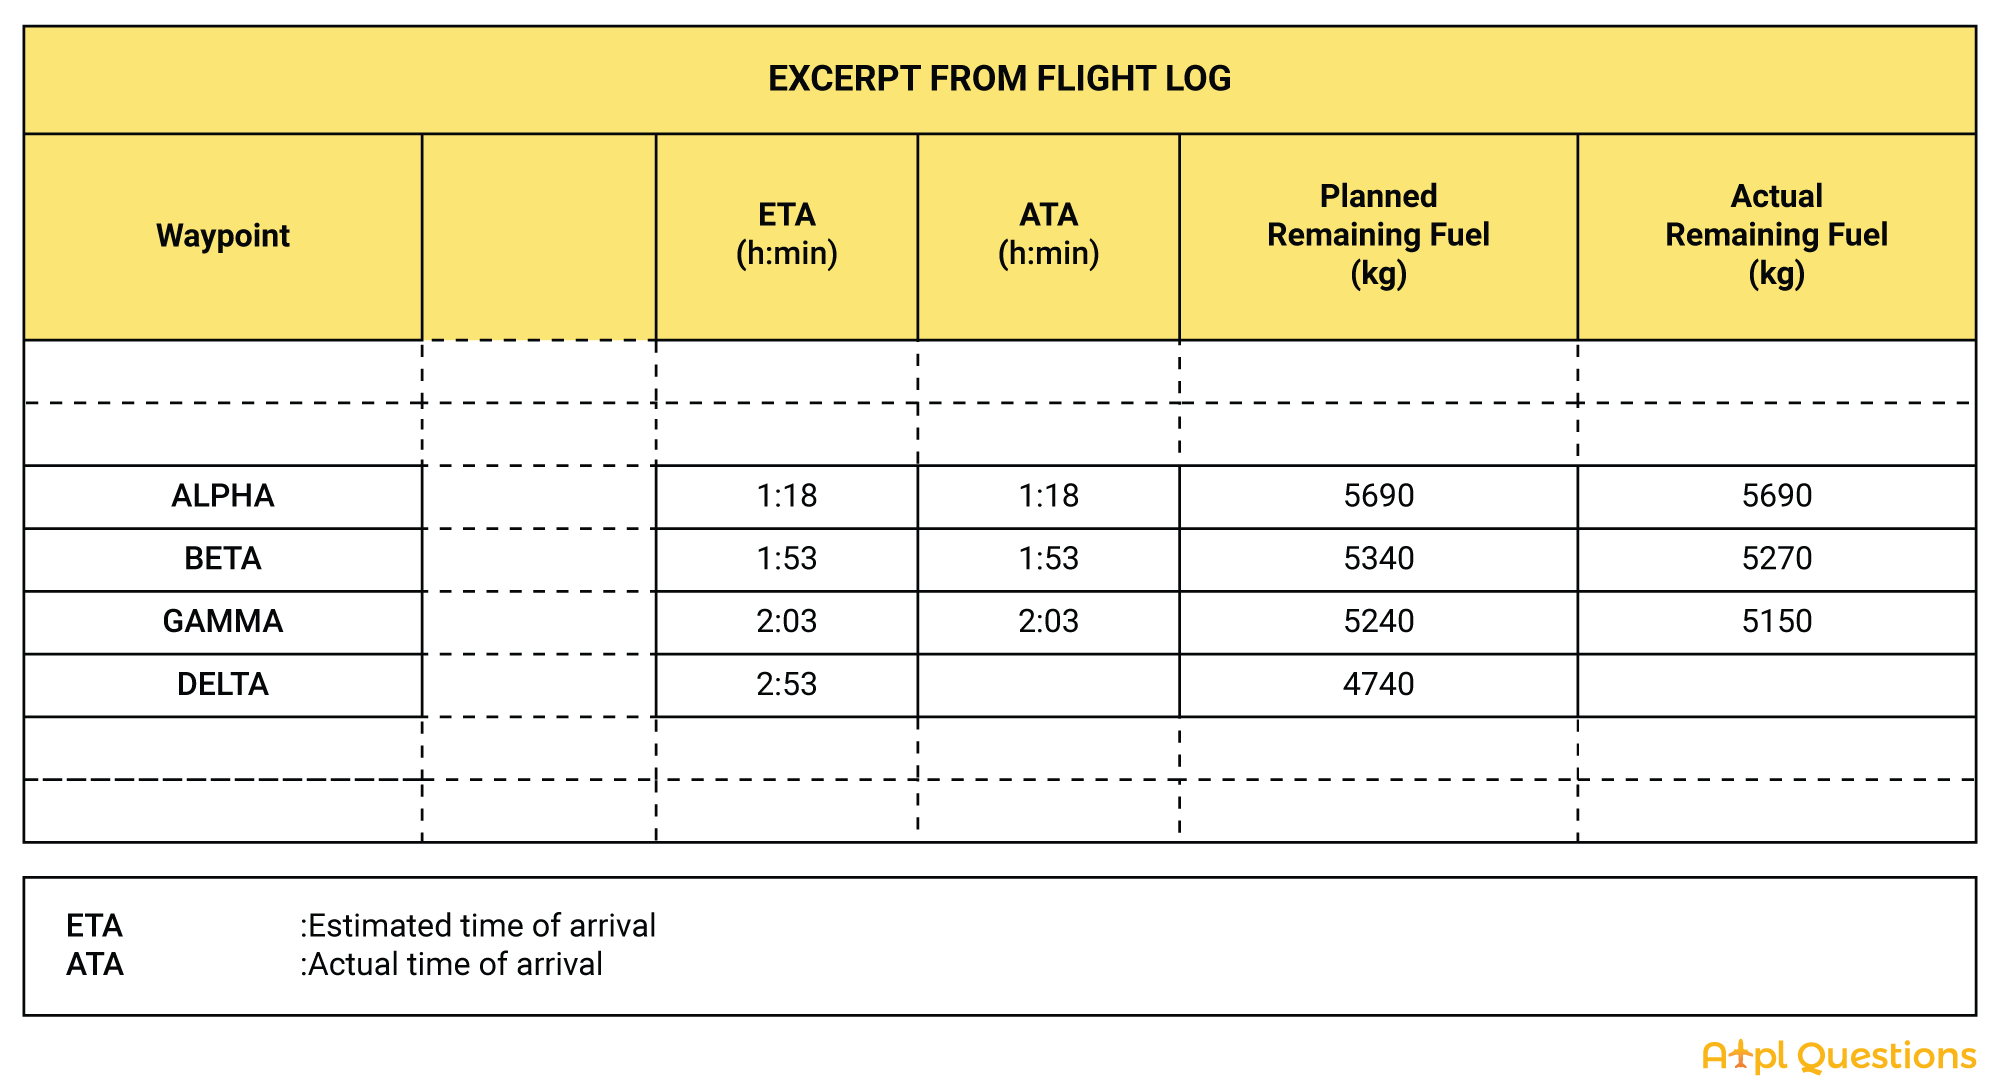 EXCERPT FROM FLIGHT LOG
Waypoint ETA (h:min) ATA (h:min) Planned Remaining Fuel (kg) Actual Remaining Fuel (kg)
ALPHA 1:18 1:18 5690 5690
BETA 1:53 1:53 5340 5270
GAMMA 2:03 2:03 5240 5150
DELTA 2:53 4740
ETA :Estimated time of arrival
ATA :Actual time of arrival
Atpl Questions